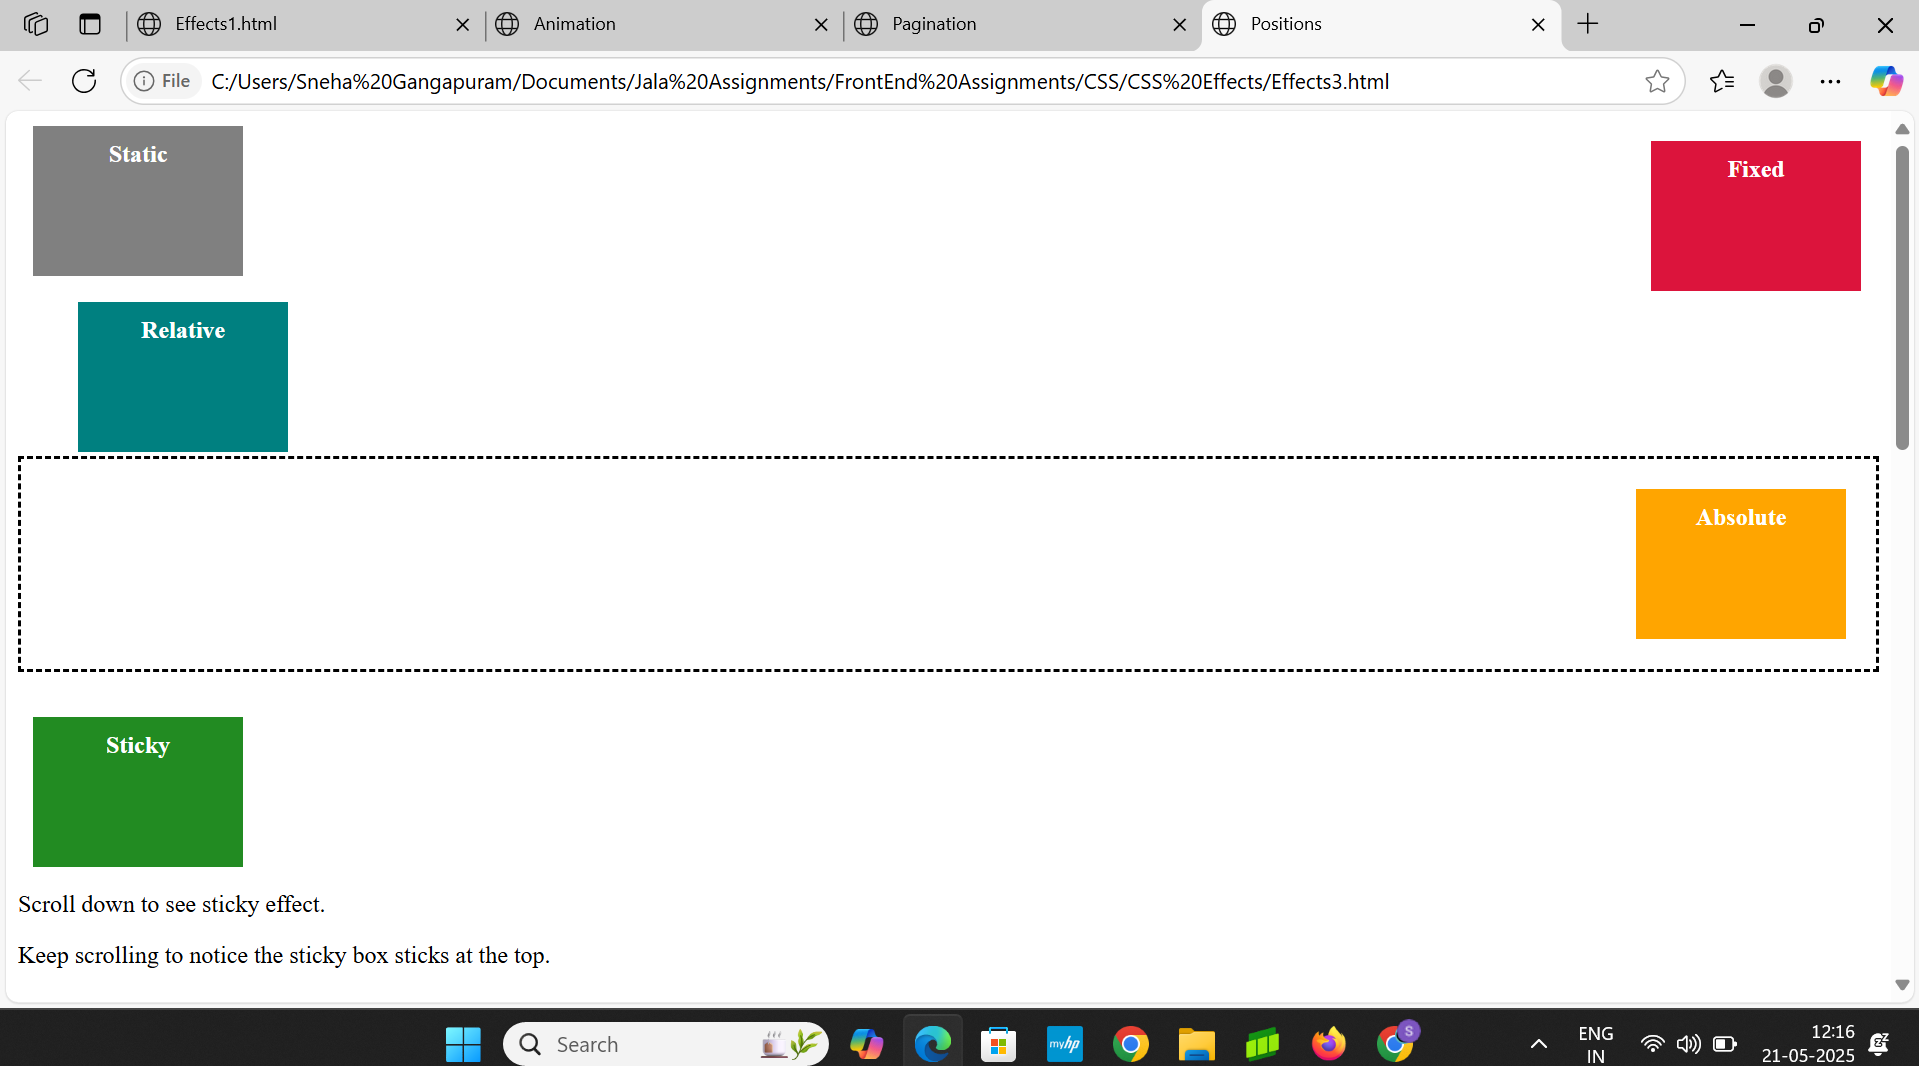 Effects1.html
Animation
Pagination
Positions
File
C:/Users/Sneha%20Gangapuram/Documents/Jala%20Assignments/FrontEnd%20Assignments/CSS/CSS%20Effects/Effects3.html
Static
Fixed
Relative
Absolute
Sticky
Scroll down to see sticky effect.
Keep scrolling to notice the sticky box sticks at the top.
Search
myhp
S
ENG
IN
12:16
21-05-2025